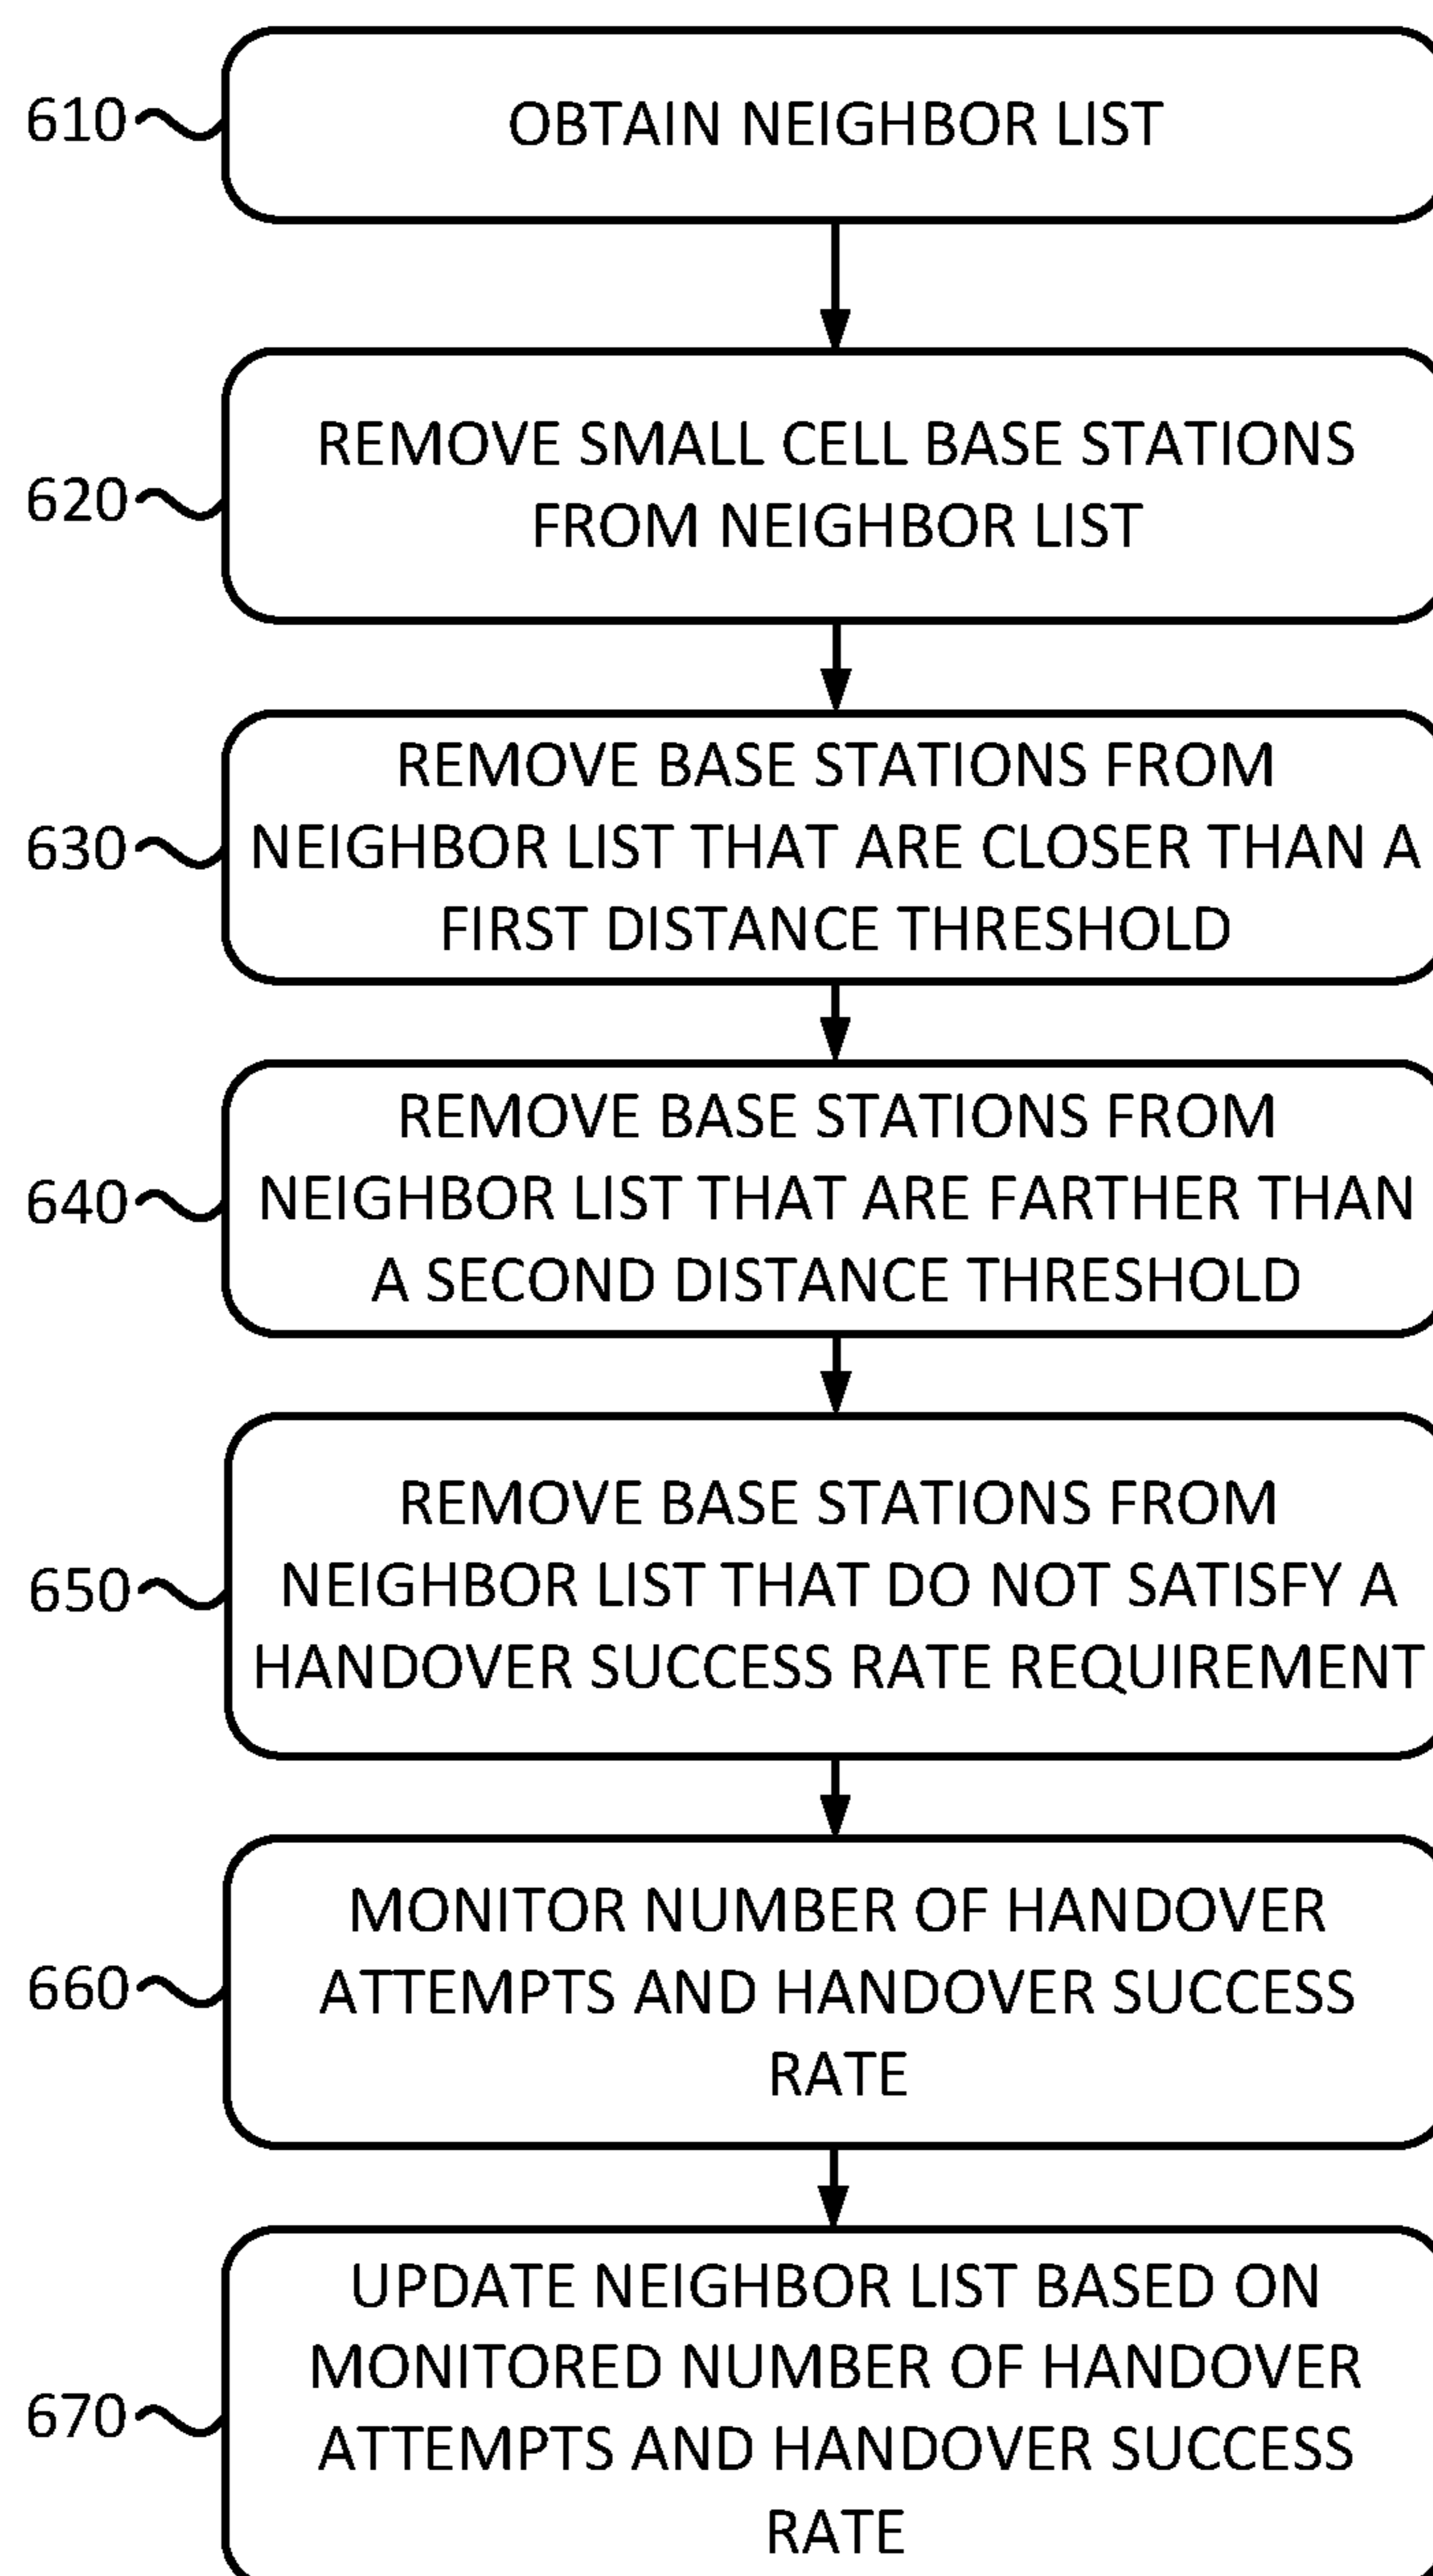 610
OBTAIN NEIGHBOR LIST
620
REMOVE SMALL CELL BASE STATIONS
FROM NEIGHBOR LIST
630
REMOVE BASE STATIONS FROM
NEIGHBOR LIST THAT ARE CLOSER THAN A
FIRST DISTANCE THRESHOLD
640
REMOVE BASE STATIONS FROM
NEIGHBOR LIST THAT ARE FARTHER THAN
A SECOND DISTANCE THRESHOLD
650
REMOVE BASE STATIONS FROM
NEIGHBOR LIST THAT DO NOT SATISFY A
HANDOVER SUCCESS RATE REQUIREMENT
660
MONITOR NUMBER OF HANDOVER
ATTEMPTS AND HANDOVER SUCCESS
RATE
670
UPDATE NEIGHBOR LIST BASED ON
MONITORED NUMBER OF HANDOVER
ATTEMPTS AND HANDOVER SUCCESS
RATE